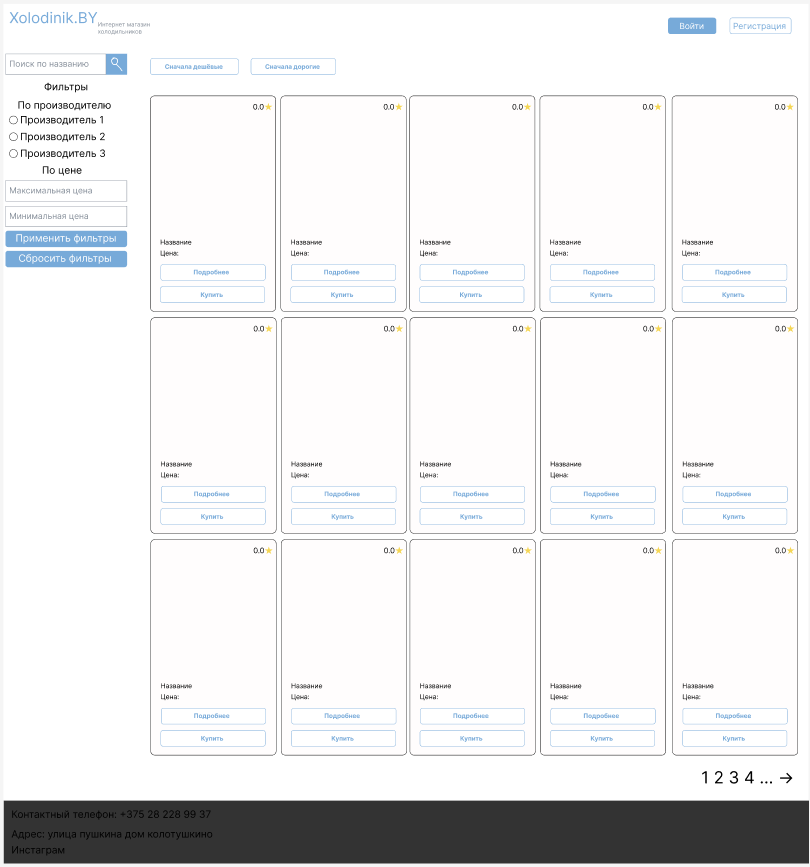 Xolodinik.BY
Интернет магазин
холодильников
Войти Регистрация
Поиск по названию
Сначала дешёвые Сначала дорогие
Фильтры
По производителю
Производитель 1
Производитель 2
Производитель 3
По цене
Максимальная цена
Минимальная цена
Применить фильтры
Сбросить фильтры
0.0 0.0 0.0 0.0 0.0
Название Название Название Название Название
Цена: Цена: Цена: Цена: Цена:
Подробнее Подробнее Подробнее Подробнее Подробнее
Купить Купить Купить Купить Купить
0.0 0.0 0.0 0.0 0.0
Название Название Название Название Название
Цена: Цена: Цена: Цена: Цена:
Подробнее Подробнее Подробнее Подробнее Подробнее
Купить Купить Купить Купить Купить
0.0 0.0 0.0 0.0 0.0
Название Название Название Название Название
Цена: Цена: Цена: Цена: Цена:
Подробнее Подробнее Подробнее Подробнее Подробнее
Купить Купить Купить Купить Купить
1 2 3 4 ... →
Контактный телефон: +375 28 228 99 37
Адрес: улица пушкина дом колотушкино
Инстаграм